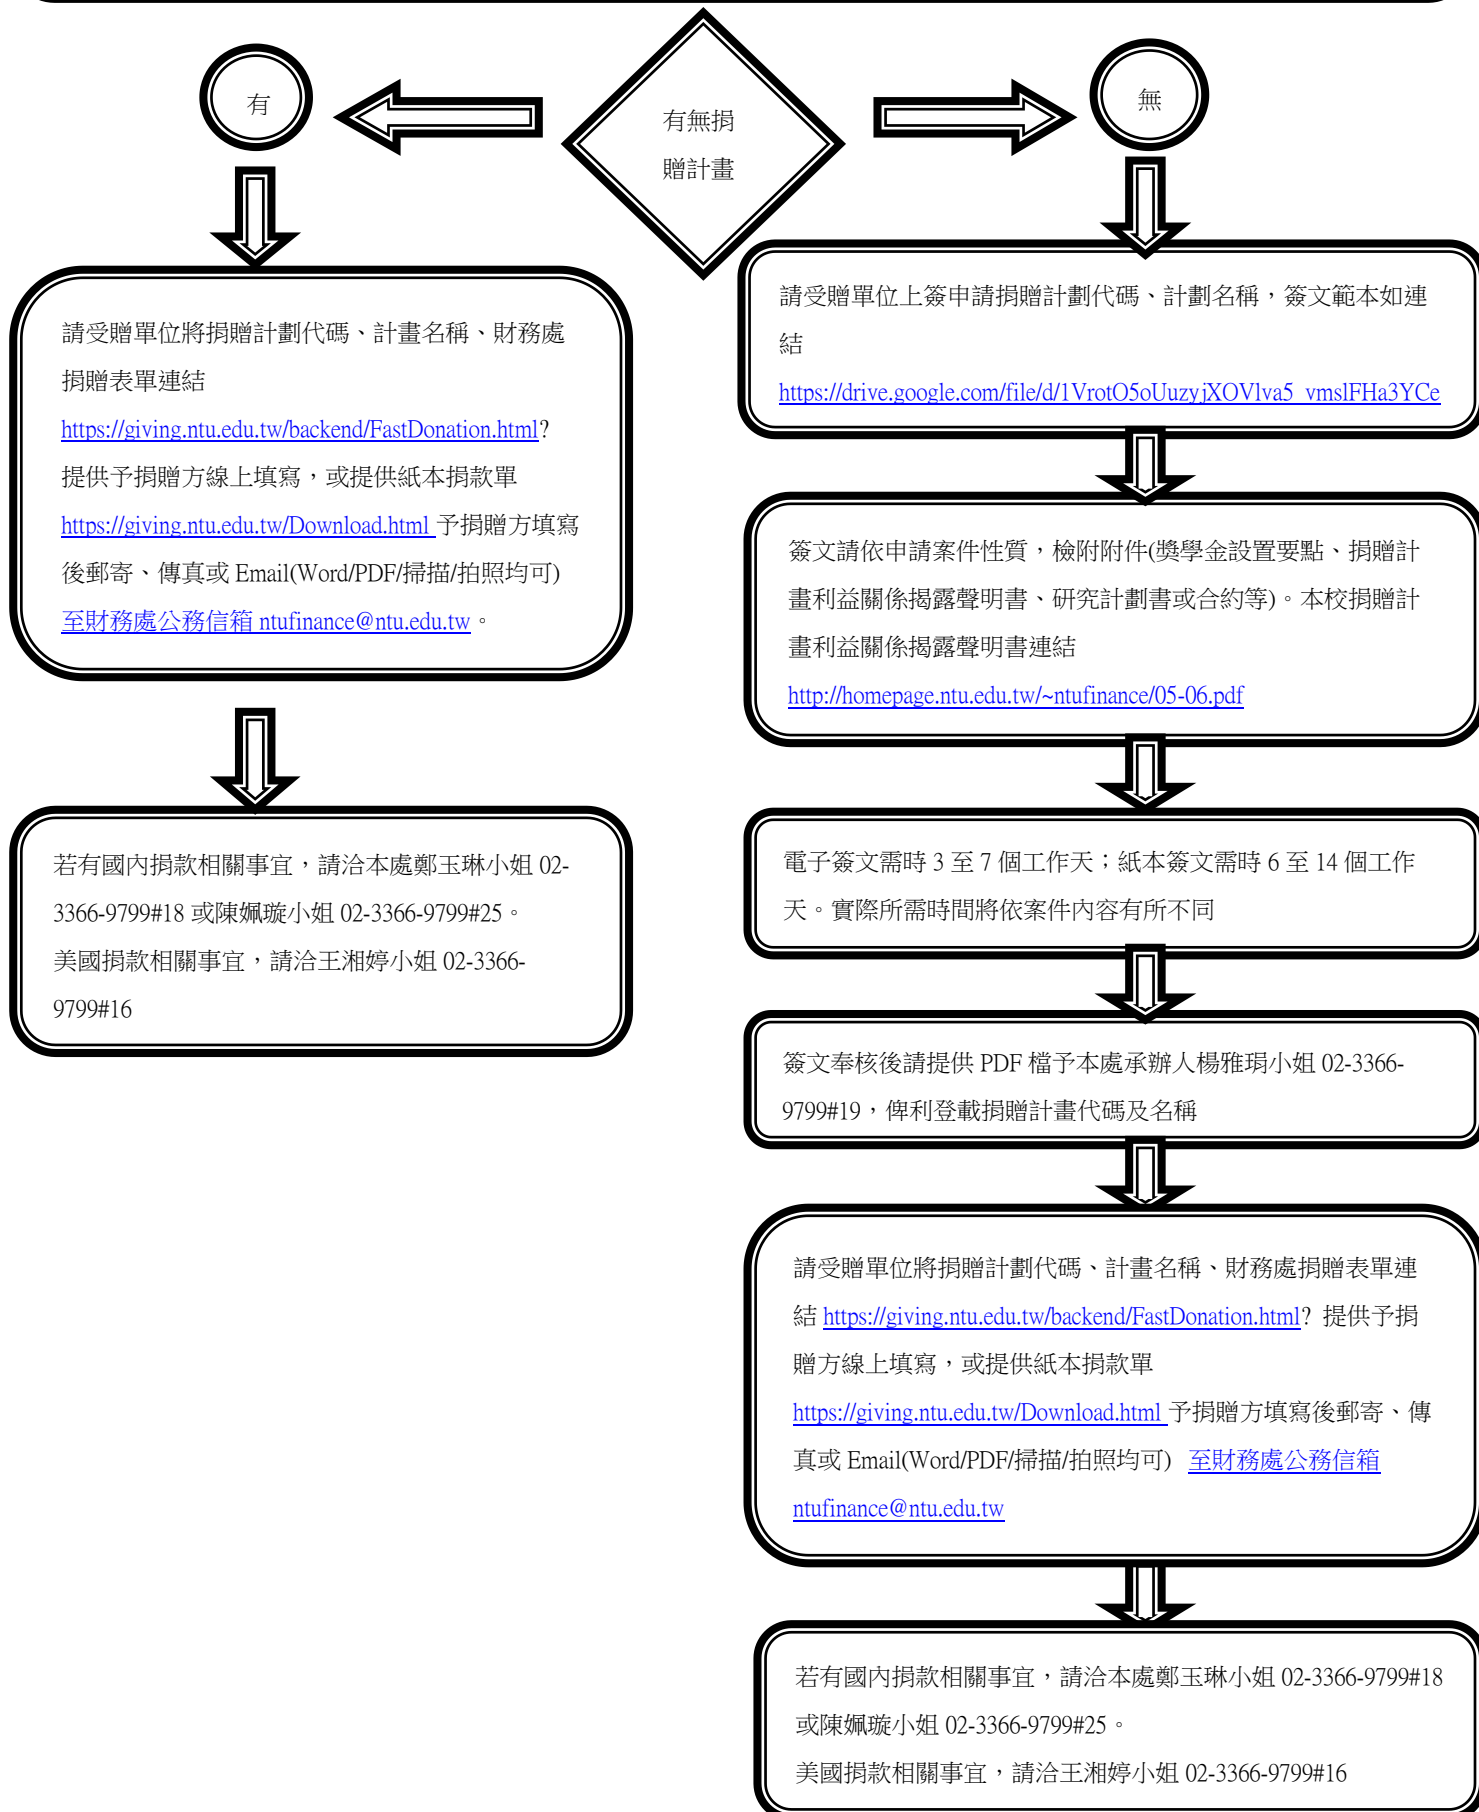 有無捐
贈計畫
有
請受贈單位將捐贈計劃代碼、計畫名稱、財務處
捐贈表單連結
https://giving.ntu.edu.tw/backend/FastDonation.html?
提供予捐贈方線上填寫，或提供紙本捐款單
https://giving.ntu.edu.tw/Download.html 予捐贈方填寫
後郵寄、傳真或 Email(Word/PDF/掃描/拍照均可)
至財務處公務信箱 ntufinance@ntu.edu.tw。
若有國內捐款相關事宜，請洽本處鄭玉琳小姐 02-
3366-9799#18 或陳姵璇小姐 02-3366-9799#25。
美國捐款相關事宜，請洽王湘婷小姐 02-3366-
9799#16
無
請受贈單位上簽申請捐贈計劃代碼、計劃名稱，簽文範本如連
結
https://drive.google.com/file/d/1VrotO5oUuzyjXOVlva5_vmslFHa3YCe
簽文請依申請案件性質，檢附附件(獎學金設置要點、捐贈計
畫利益關係揭露聲明書、研究計劃書或合約等)。本校捐贈計
畫利益關係揭露聲明書連結
http://homepage.ntu.edu.tw/~ntufinance/05-06.pdf
電子簽文需時 3 至 7 個工作天；紙本簽文需時 6 至 14 個工作
天。實際所需時間將依案件內容有所不同
簽文奉核後請提供 PDF 檔予本處承辦人楊雅琄小姐 02-3366-
9799#19，俾利登載捐贈計畫代碼及名稱
請受贈單位將捐贈計劃代碼、計畫名稱、財務處捐贈表單連
結 https://giving.ntu.edu.tw/backend/FastDonation.html? 提供予捐
贈方線上填寫，或提供紙本捐款單
https://giving.ntu.edu.tw/Download.html 予捐贈方填寫後郵寄、傳
真或 Email(Word/PDF/掃描/拍照均可) 至財務處公務信箱
ntufinance@ntu.edu.tw
若有國內捐款相關事宜，請洽本處鄭玉琳小姐 02-3366-9799#18
或陳姵璇小姐 02-3366-9799#25。
美國捐款相關事宜，請洽王湘婷小姐 02-3366-9799#16